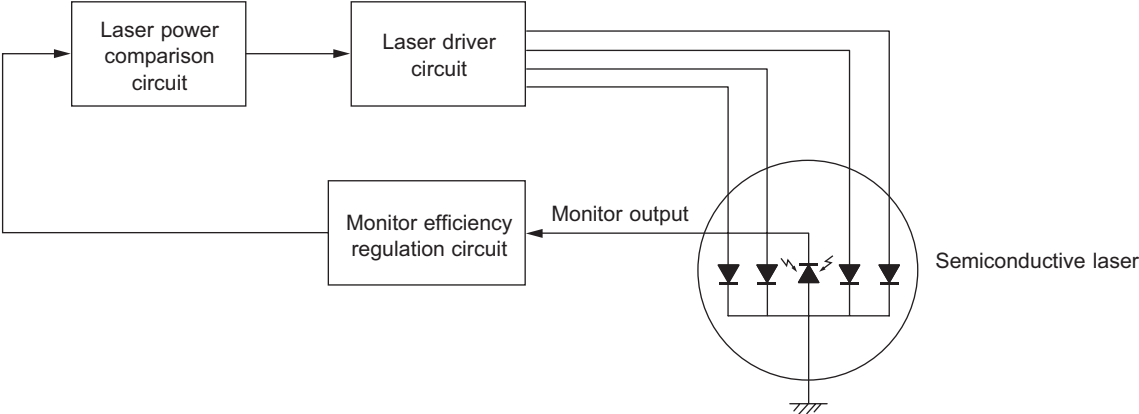 Laser power
comparison
circuit
Laser driver
circuit
Monitor efficiency
regulation circuit
Monitor output
Semiconductive laser